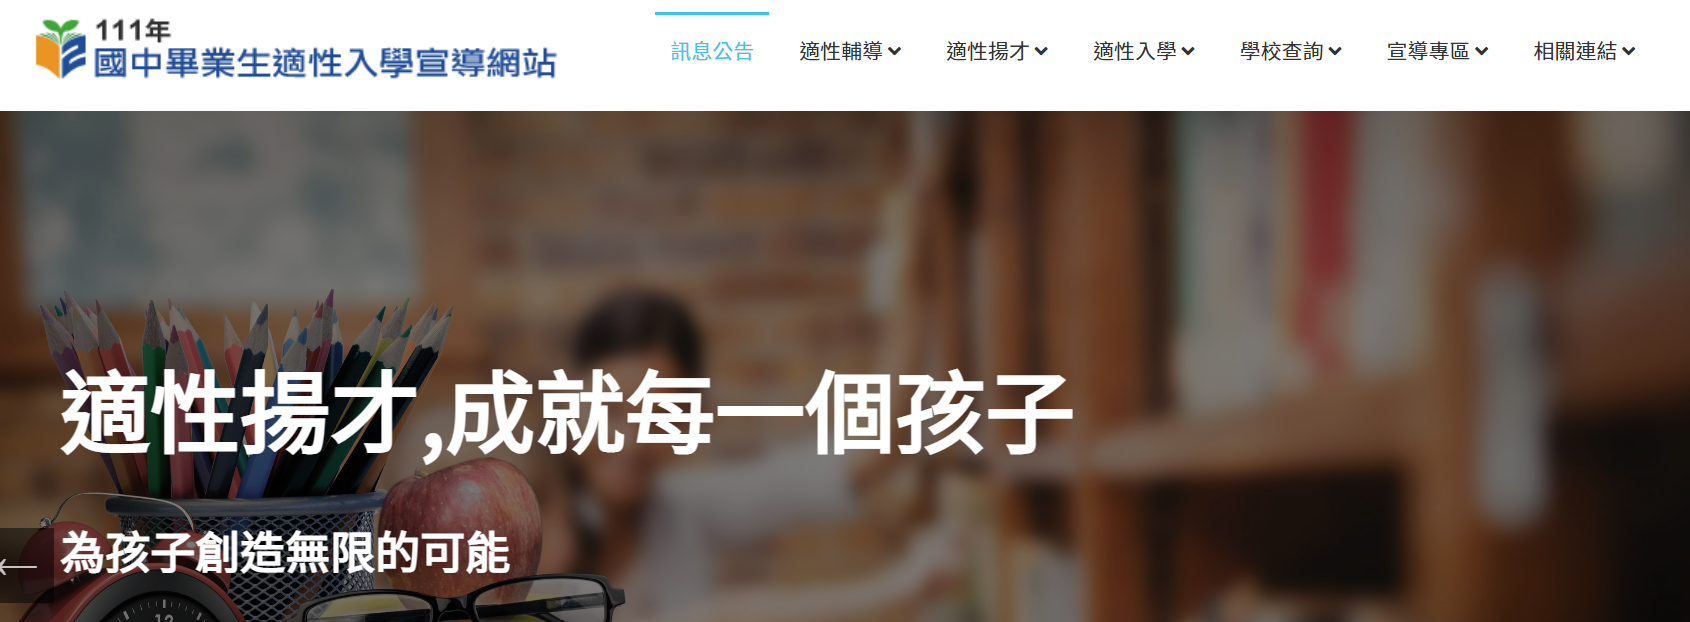 111年
國中畢業生適性入學宣導網站
訊息公告 適性輔導 適性揚才 適性入學 學校查詢 宣導專區 相關連結
適性揚才,成就每一個孩子
為孩子創造無限的可能
12